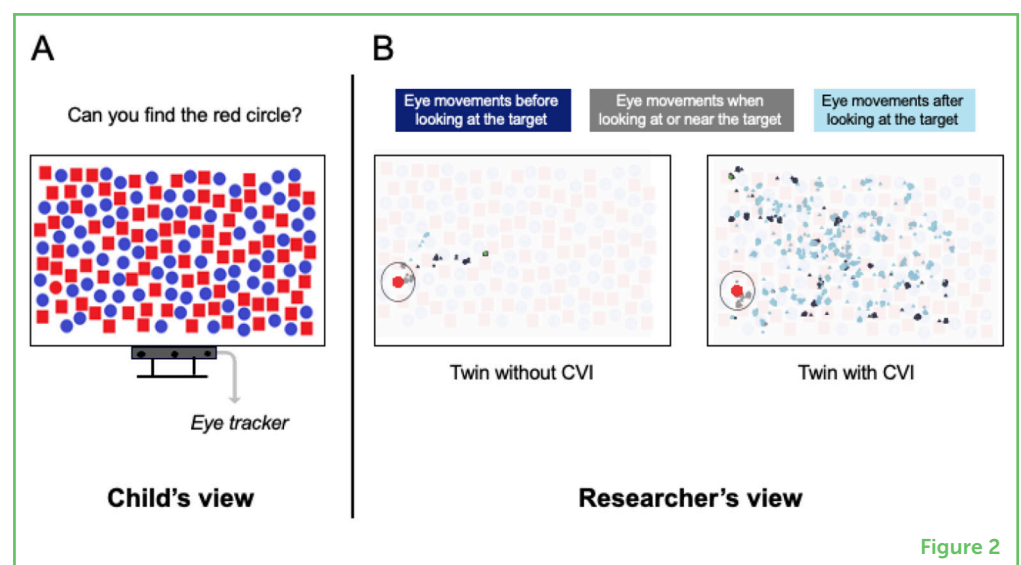 A
B
Can you find the red circle?
Eye movements before
looking at the target
Eye movements when
looking at or near the target
Eye movements after
looking at the target
Twin without CVI
Twin with CVI
Eye tracker
Child's view
Researcher's view
Figure 2